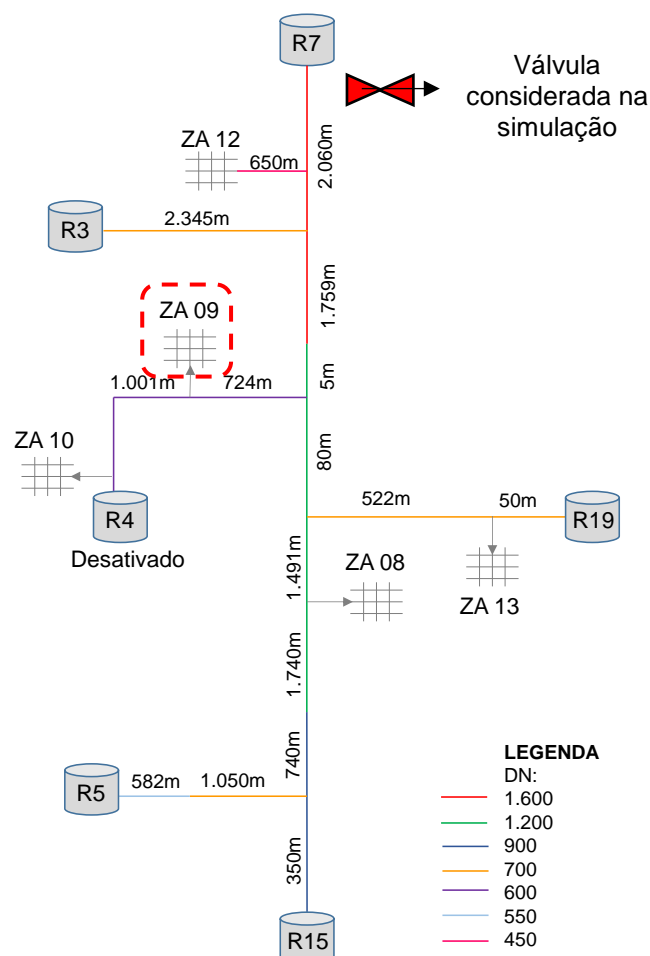 R7
Válvula
considerada na
simulação
ZA 12
650m
2.060m
R3
2.345m
1.759m
ZA 09
1.001m
724m
5m
ZA 10
80m
R4
Desativado
522m
50m
R19
1.491m
ZA 08
ZA 13
1.740m
740m
R5
582m
1.050m
350m
R15
LEGENDA
DN:
1.600
1.200
900
700
600
550
450